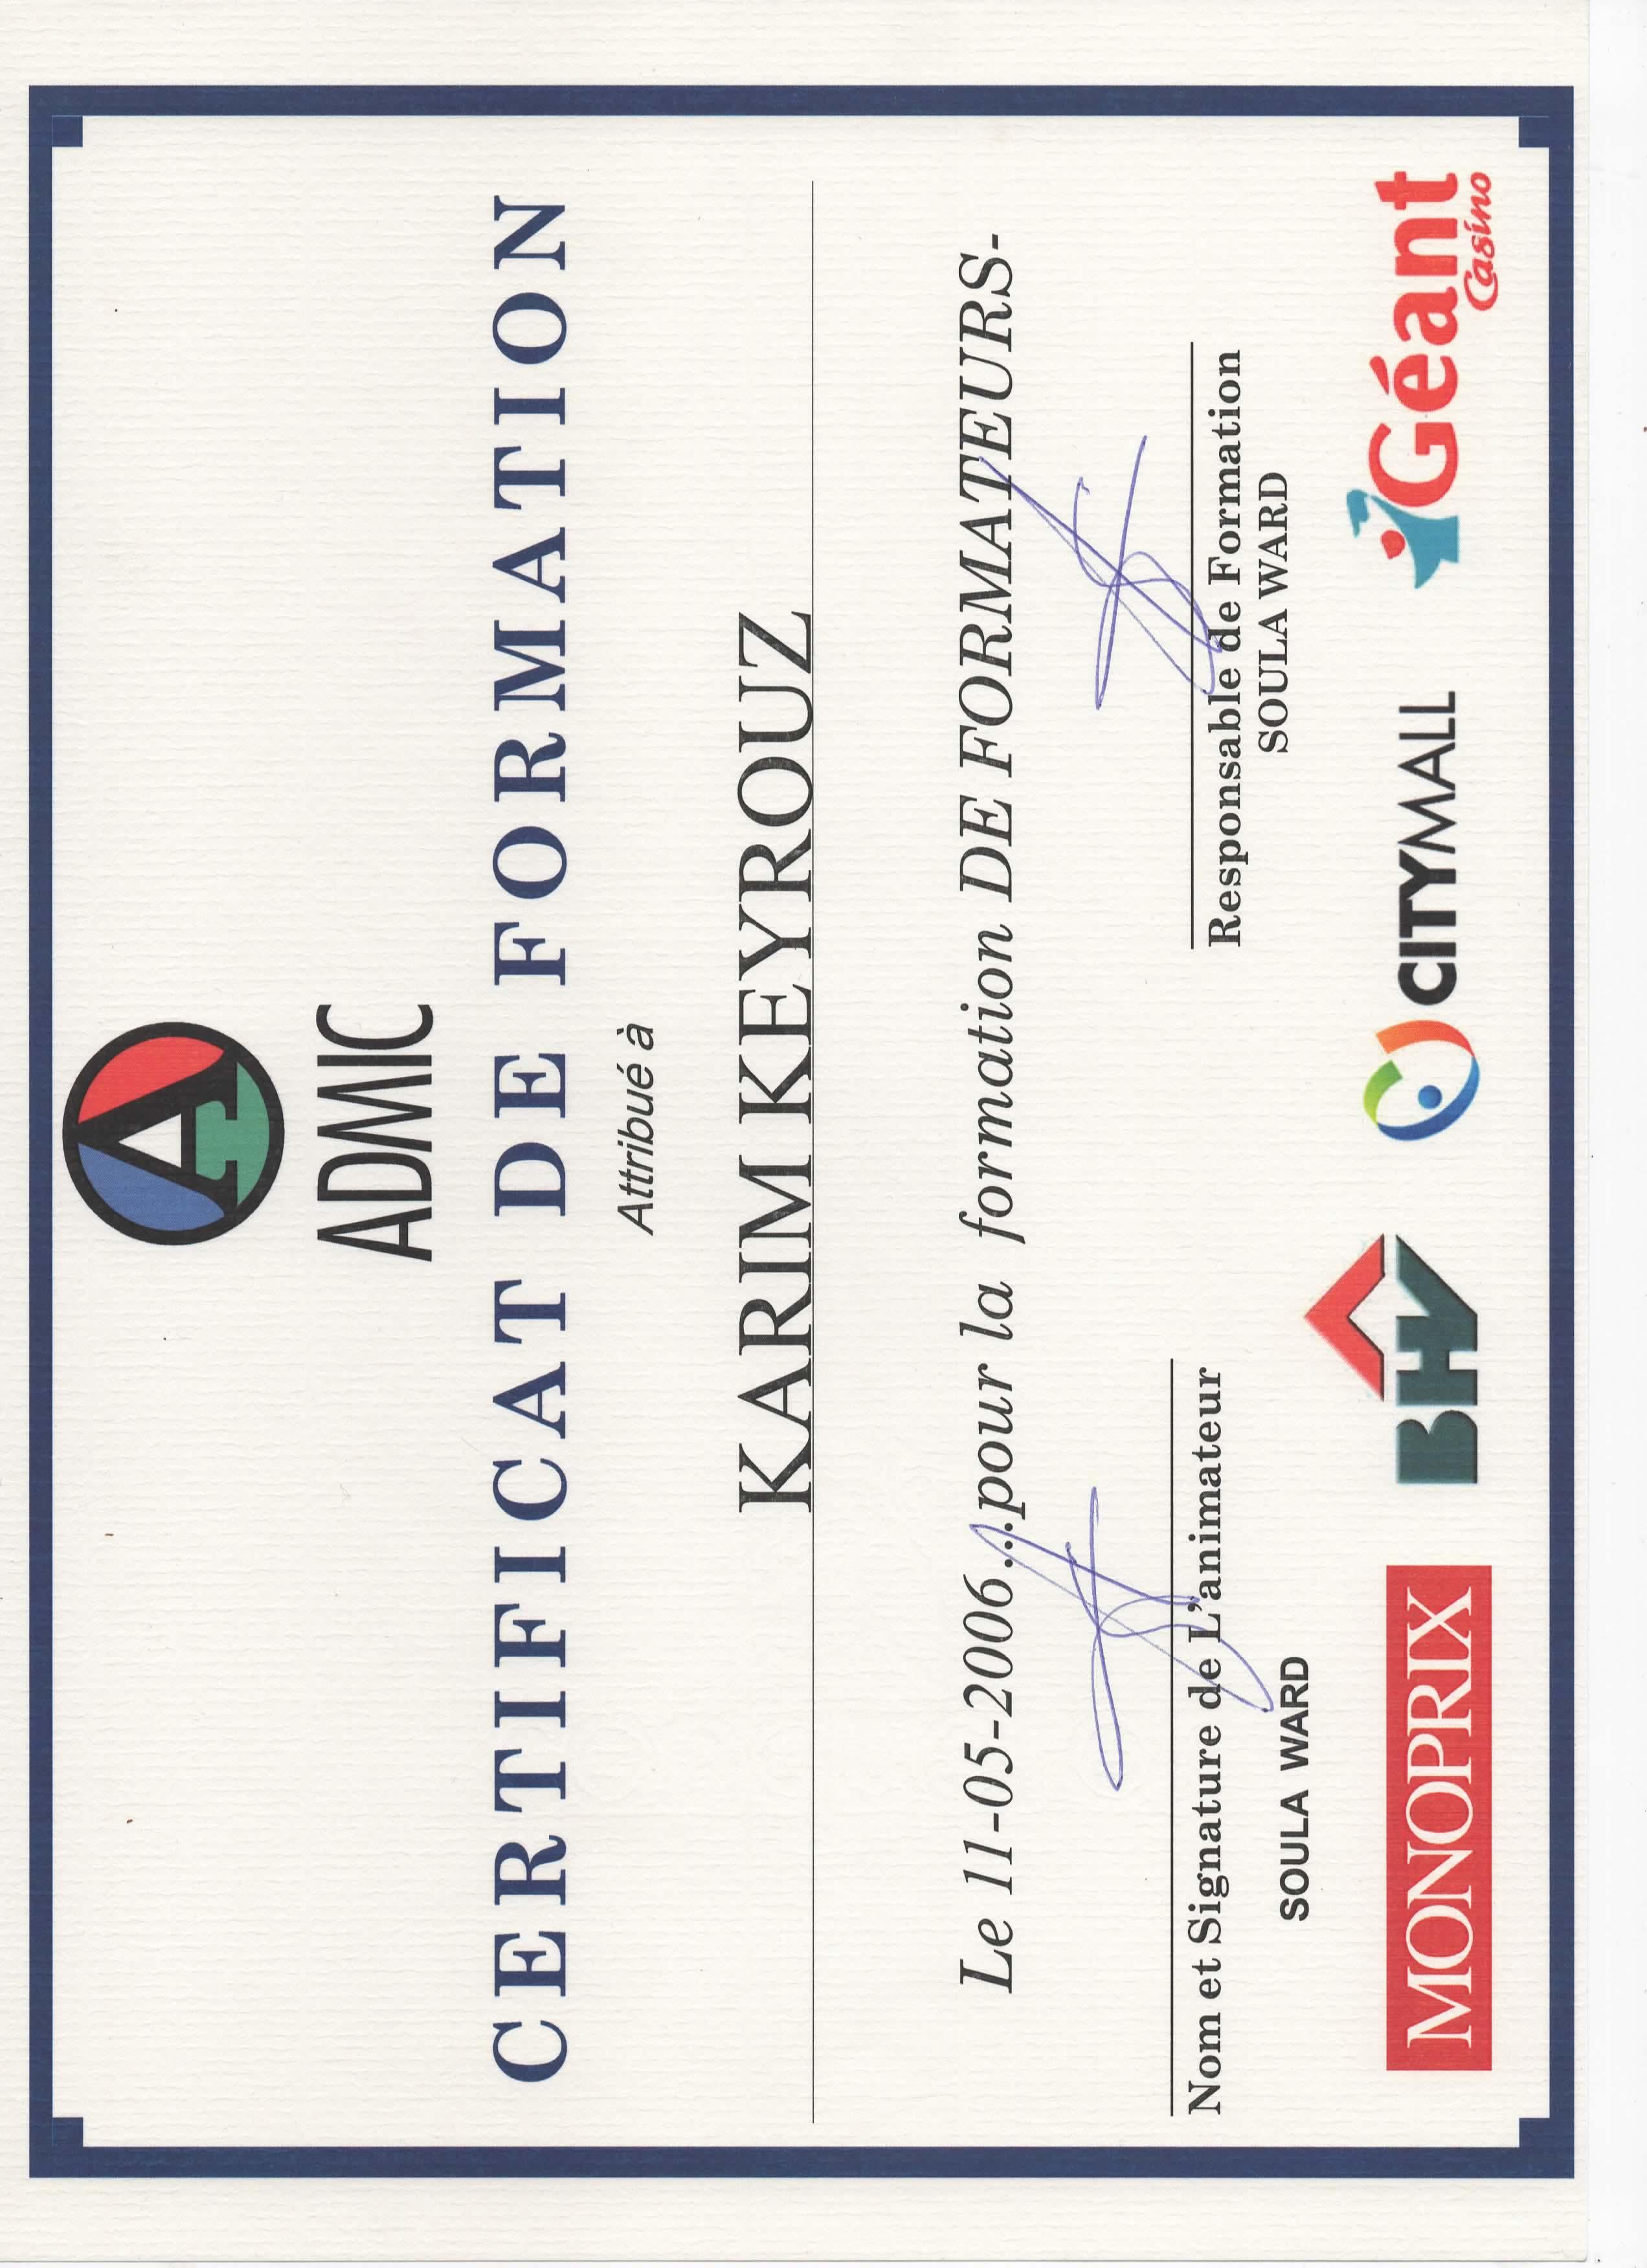 A
ADMIC
CERTIFICAT DE FORMATION
Attribué à
KARIM KEYROUZ
Le 11-05-2006...pour la formation DE FORMATEURS-
Nom et Signature de L'animateur
SOULA WARD
Responsable de Formation
SOULA WARD
MONOPRIX
BHV
CITYMALL
Géant
Casino